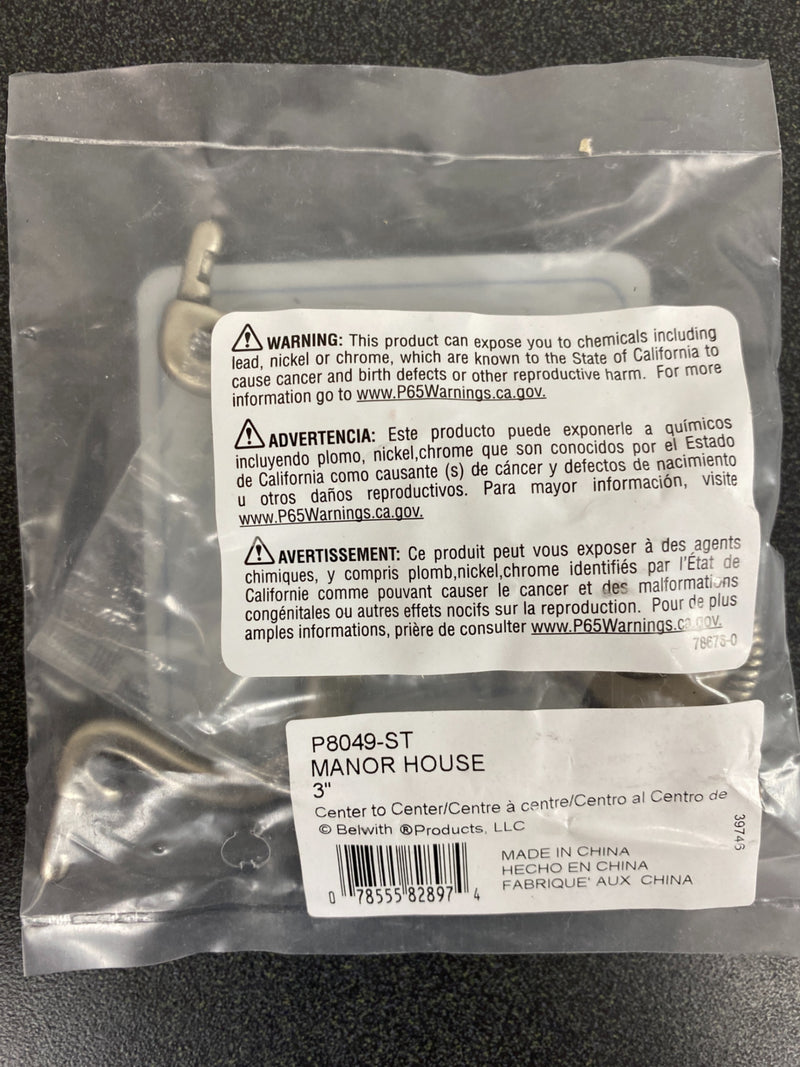 WARNING: This product can expose you to chemicals including
lead, nickel or chrome, which are known to the State of California to
cause cancer and birth defects or other reproductive harm. For more
information go to www.P65Warnings.ca.gov.
ADVERTENCIA: Este producto puede exponerle a químicos
incluyendo plomo, nickel,chrome que son conocidos por el Estado
de California como causante (s) de cáncer y defectos de nacimiento
u otros daños reproductivos. Para mayor información, visite
www.P65Warnings.ca.gov.
AVERTISSEMENT: Ce produit peut vous exposer à des agents
chimiques, y compris plomb,nickel,chrome identifiés par l'État de
Californie comme pouvant causer le cancer et des malformations
congénitales ou autres effets nocifs sur la reproduction. Pour de plus
amples informations, prière de consulter www.P65Warnings.ca.gov.
78673-0
P8049-ST
MANOR HOUSE
3"
Center to Center/Centre à centre/Centro al Centro de
© Belwith ®Products, LLC
39746
MADE IN CHINA
HECHO EN CHINA
FABRIQUE' AUX CHINA
0 78555 82897 4